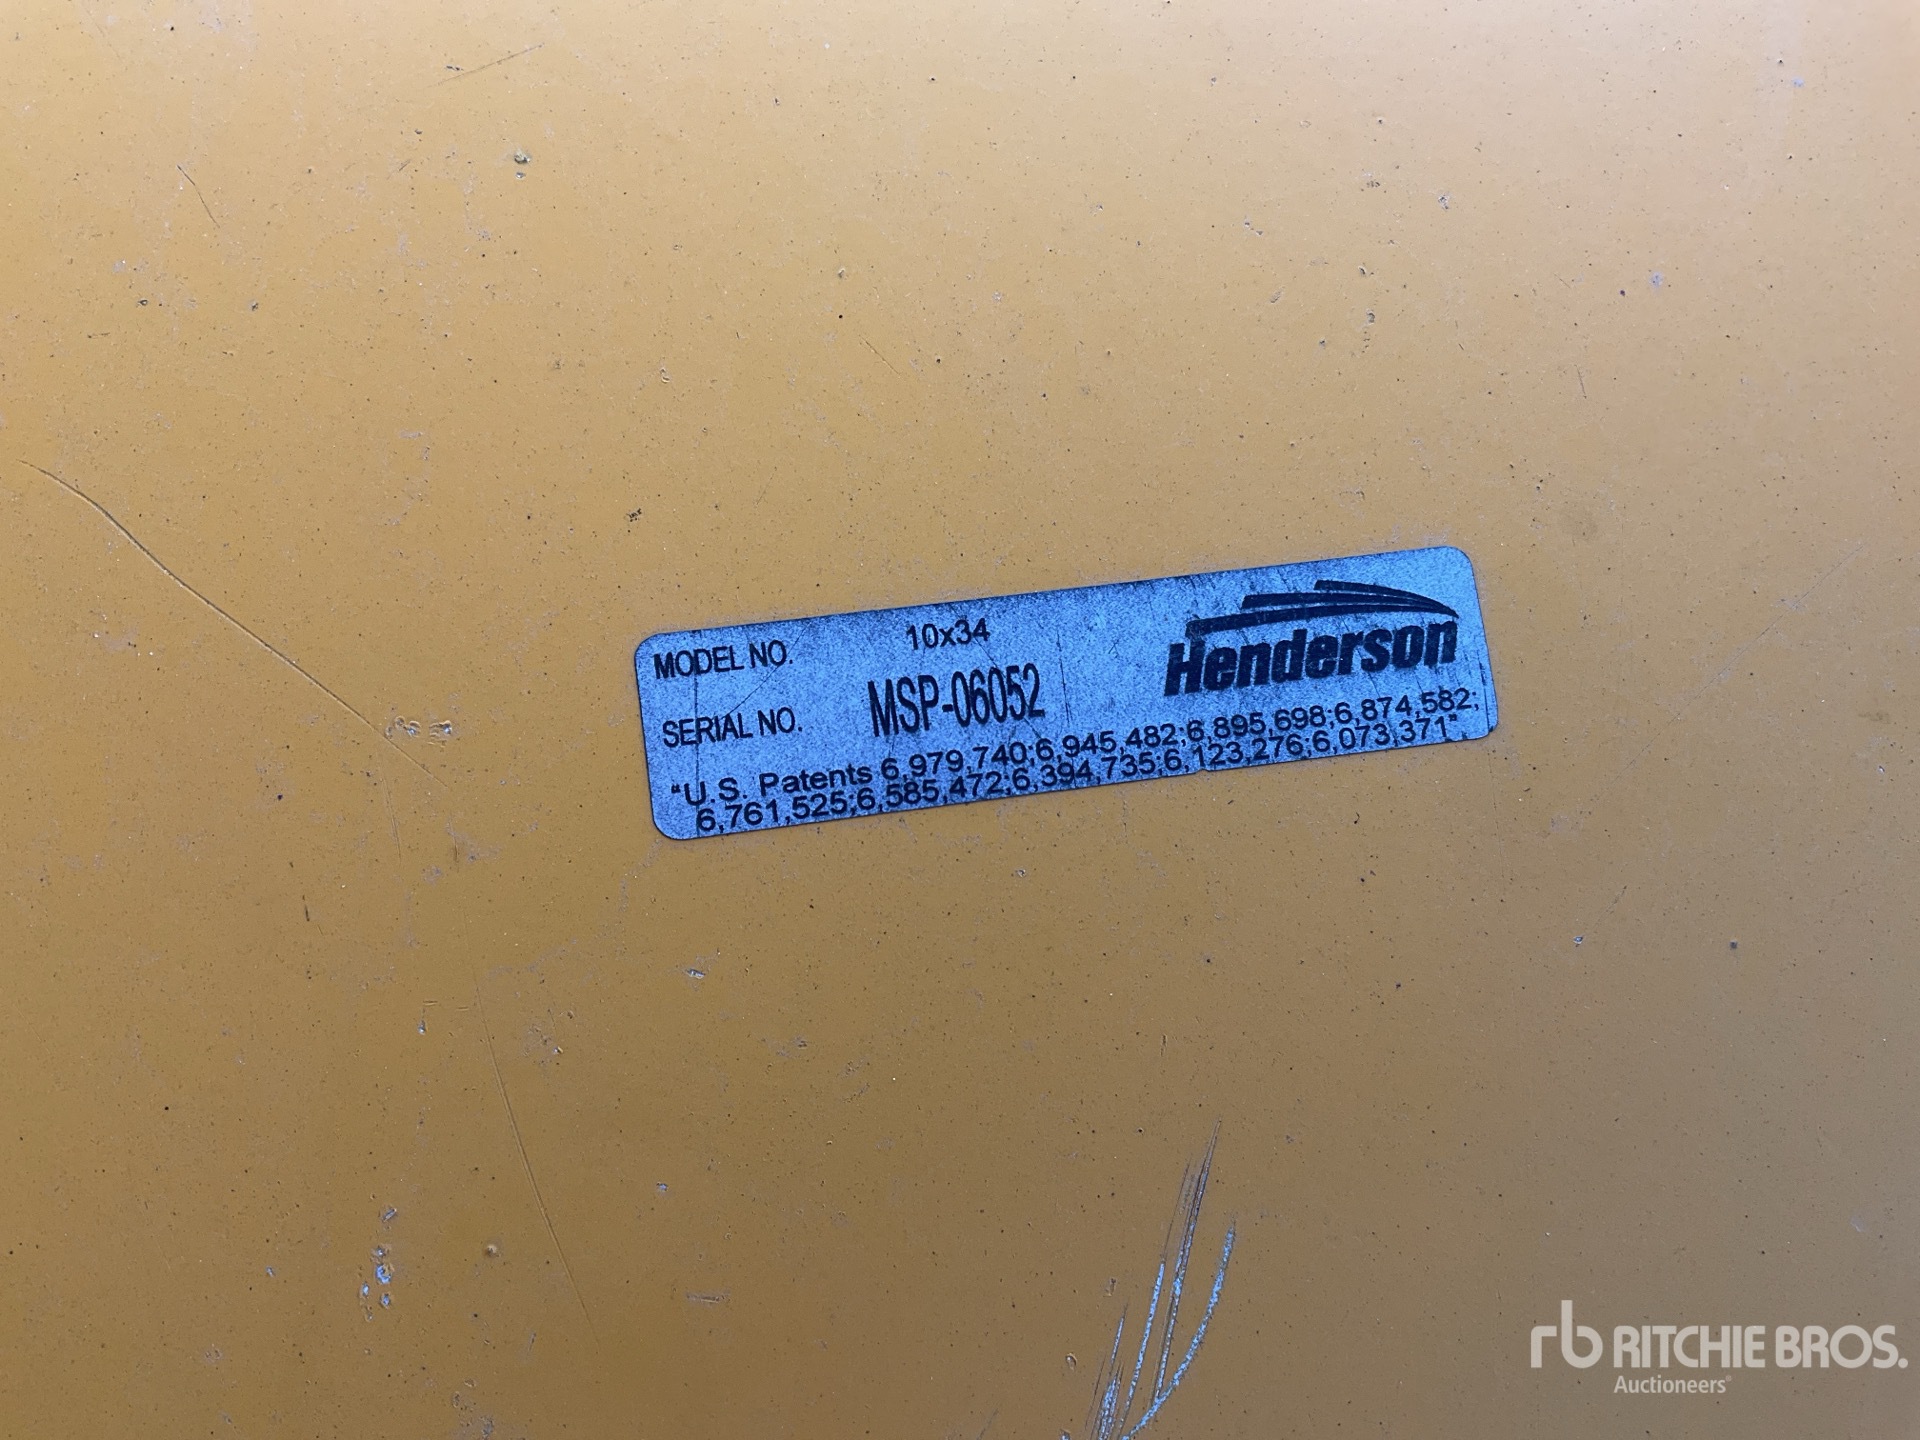 MODEL NO. 10x34
Henderson
SERIAL NO. MSP-06052
"U.S. Patents 6,979,740;6,945,482;6,895,698;6,874,582;
6,761,525;6,585,472;6,394,735;6,123,276;6,073,371".
rb RITCHIE BROS.
Auctioneers®